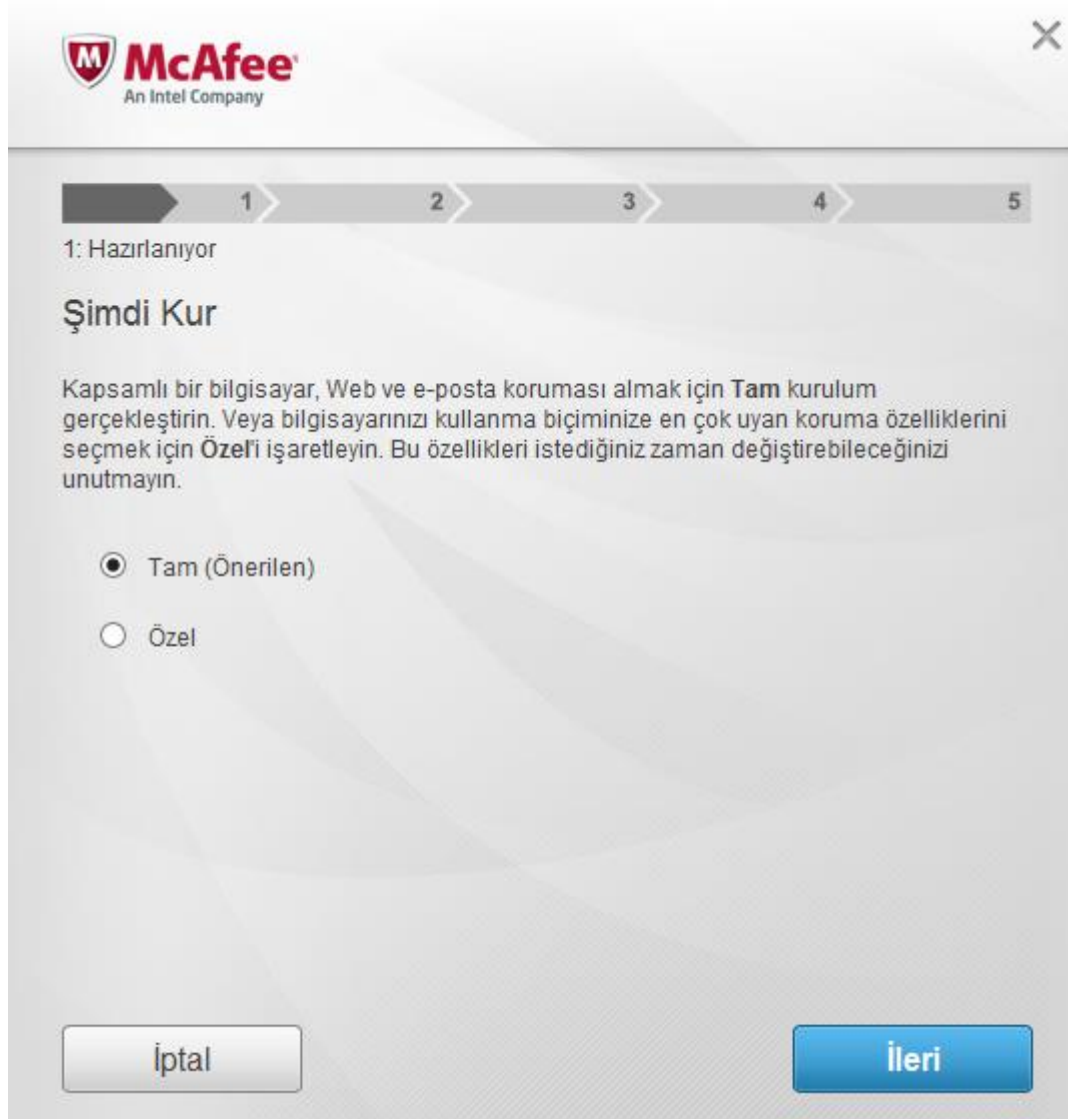 McAfee
An Intel Company
1 2 3 4 5
1: Hazırlanıyor
Şimdi Kur
Kapsamlı bir bilgisayar, Web ve e-posta koruması almak için Tam kurulum
gerçekleştirin. Veya bilgisayarınızı kullanma biçiminize en çok uyan koruma özelliklerini
seçmek için Özel'i işaretleyin. Bu özellikleri istediğiniz zaman değiştirebileceğinizi
unutmayın.
Tam (Önerilen)
Özel
İptal İleri